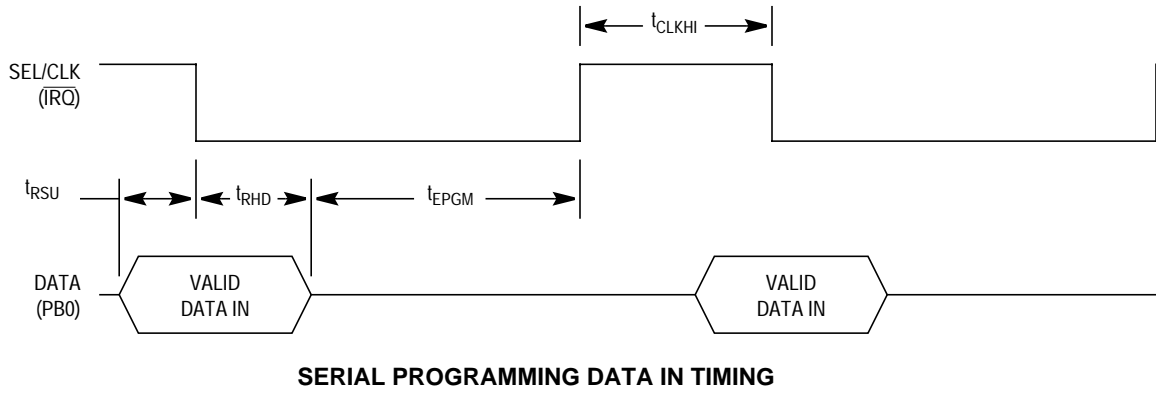 tCLKHI
SEL/CLK
(IRQ)
tRSU
tRHD
tEPGM
DATA
(PB0)
VALID
DATA IN
VALID
DATA IN
SERIAL PROGRAMMING DATA IN TIMING